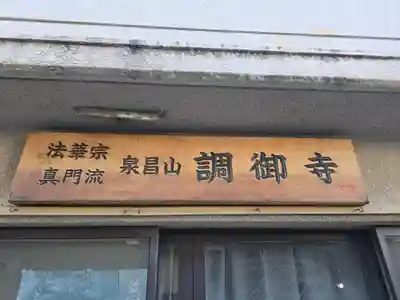 法華宗
真門流
泉昌山 調御寺